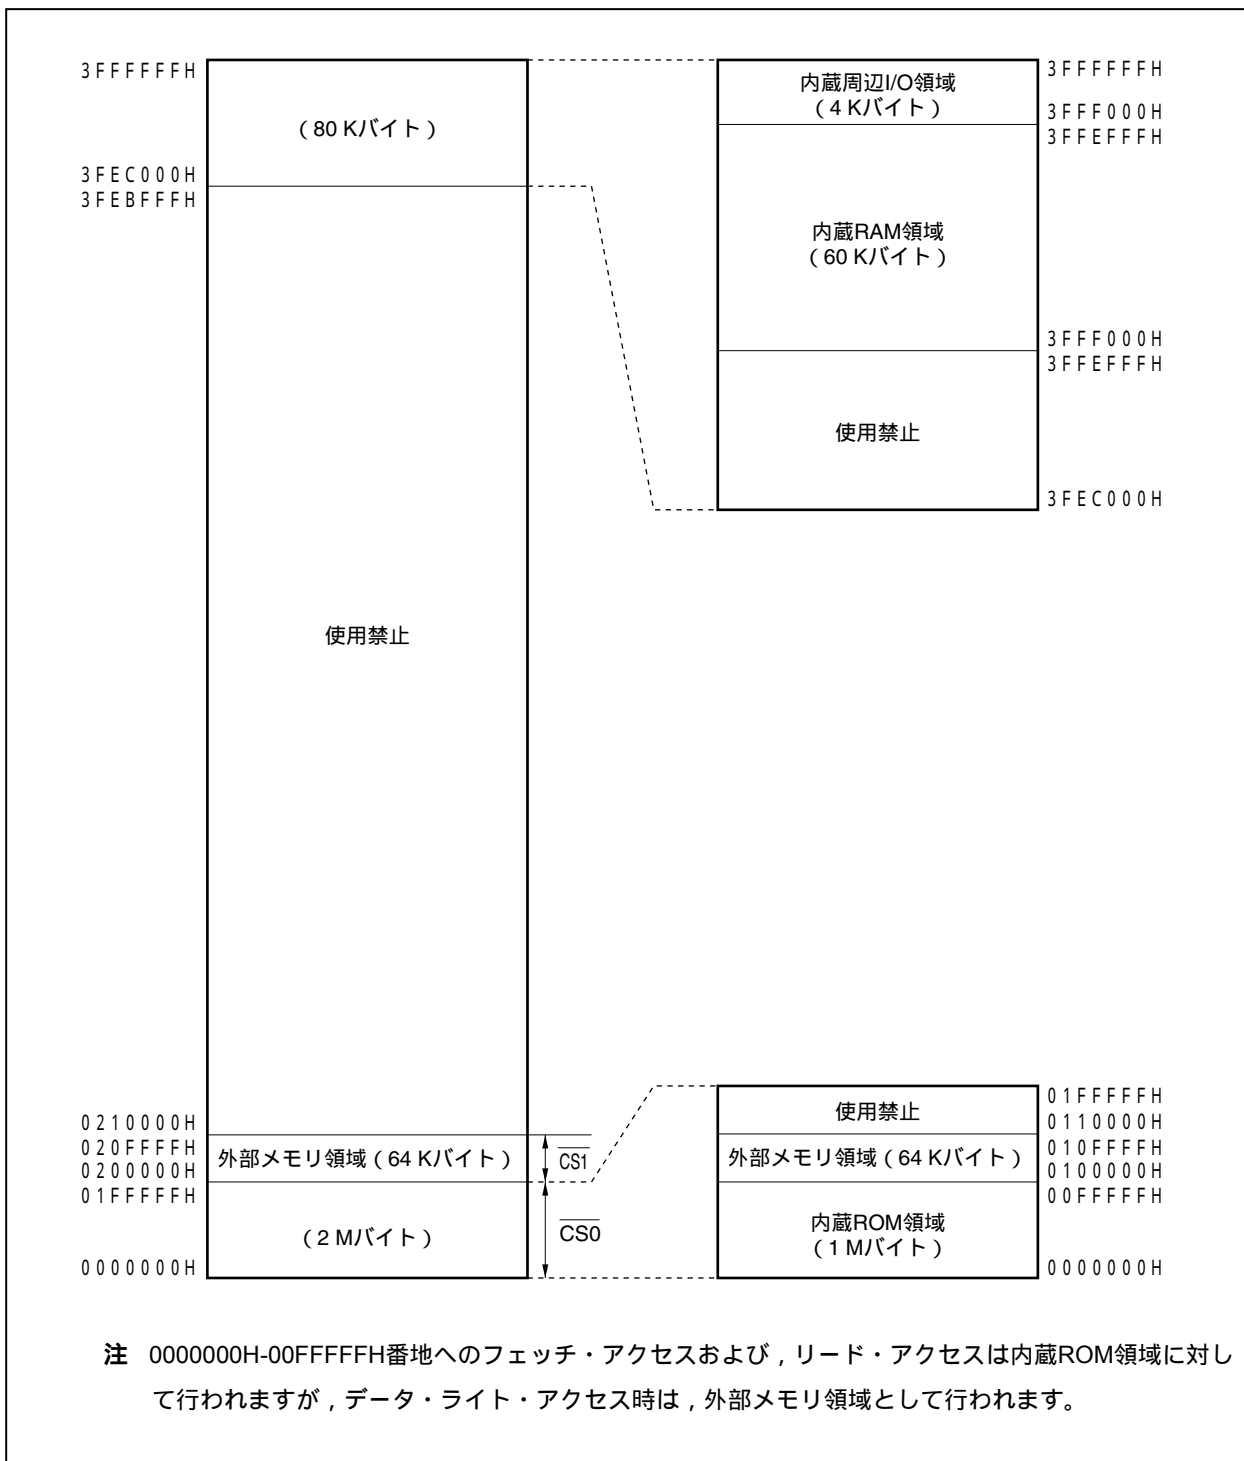 3FFFFFFH
(80 Kバイト)
3FEC000H
3FEBFFFH
使用禁止
0210000H
020FFFFH
外部メモリ領域(64 Kバイト)
CS1
0200000H
01FFFFFH
(2 Mバイト)
CS0
0000000H
内蔵周辺I/O領域
(4 Kバイト)
3FFFFFFH
3FFF000H
3FFEFFFH
内蔵RAM領域
(60 Kバイト)
3FFF000H
3FFEFFFH
使用禁止
3FEC000H
01FFFFFH
使用禁止
0110000H
010FFFFH
外部メモリ領域(64 Kバイト)
0100000H
00FFFFFH
内蔵ROM領域
(1 Mバイト)
0000000H
注 0000000H-00FFFFFH番地へのフェッチ・アクセスおよび,リード・アクセスは内蔵ROM領域に対し
て行われますが,データ・ライト・アクセス時は,外部メモリ領域として行われます。